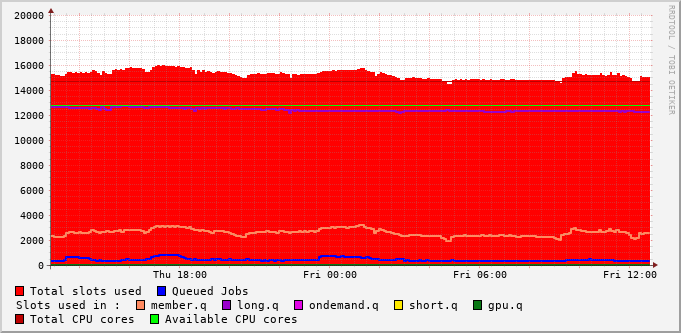 RRDTOOL / TOBI OETIKER
20000
18000
16000
14000
12000
10000
8000
6000
4000
2000
0
Thu 18:00 Fri 00:00 Fri 06:00 Fri 12:00
Total slots used Queued Jobs
Slots used in : member.q long.q ondemand.q short.q gpu.q
Total CPU cores Available CPU cores